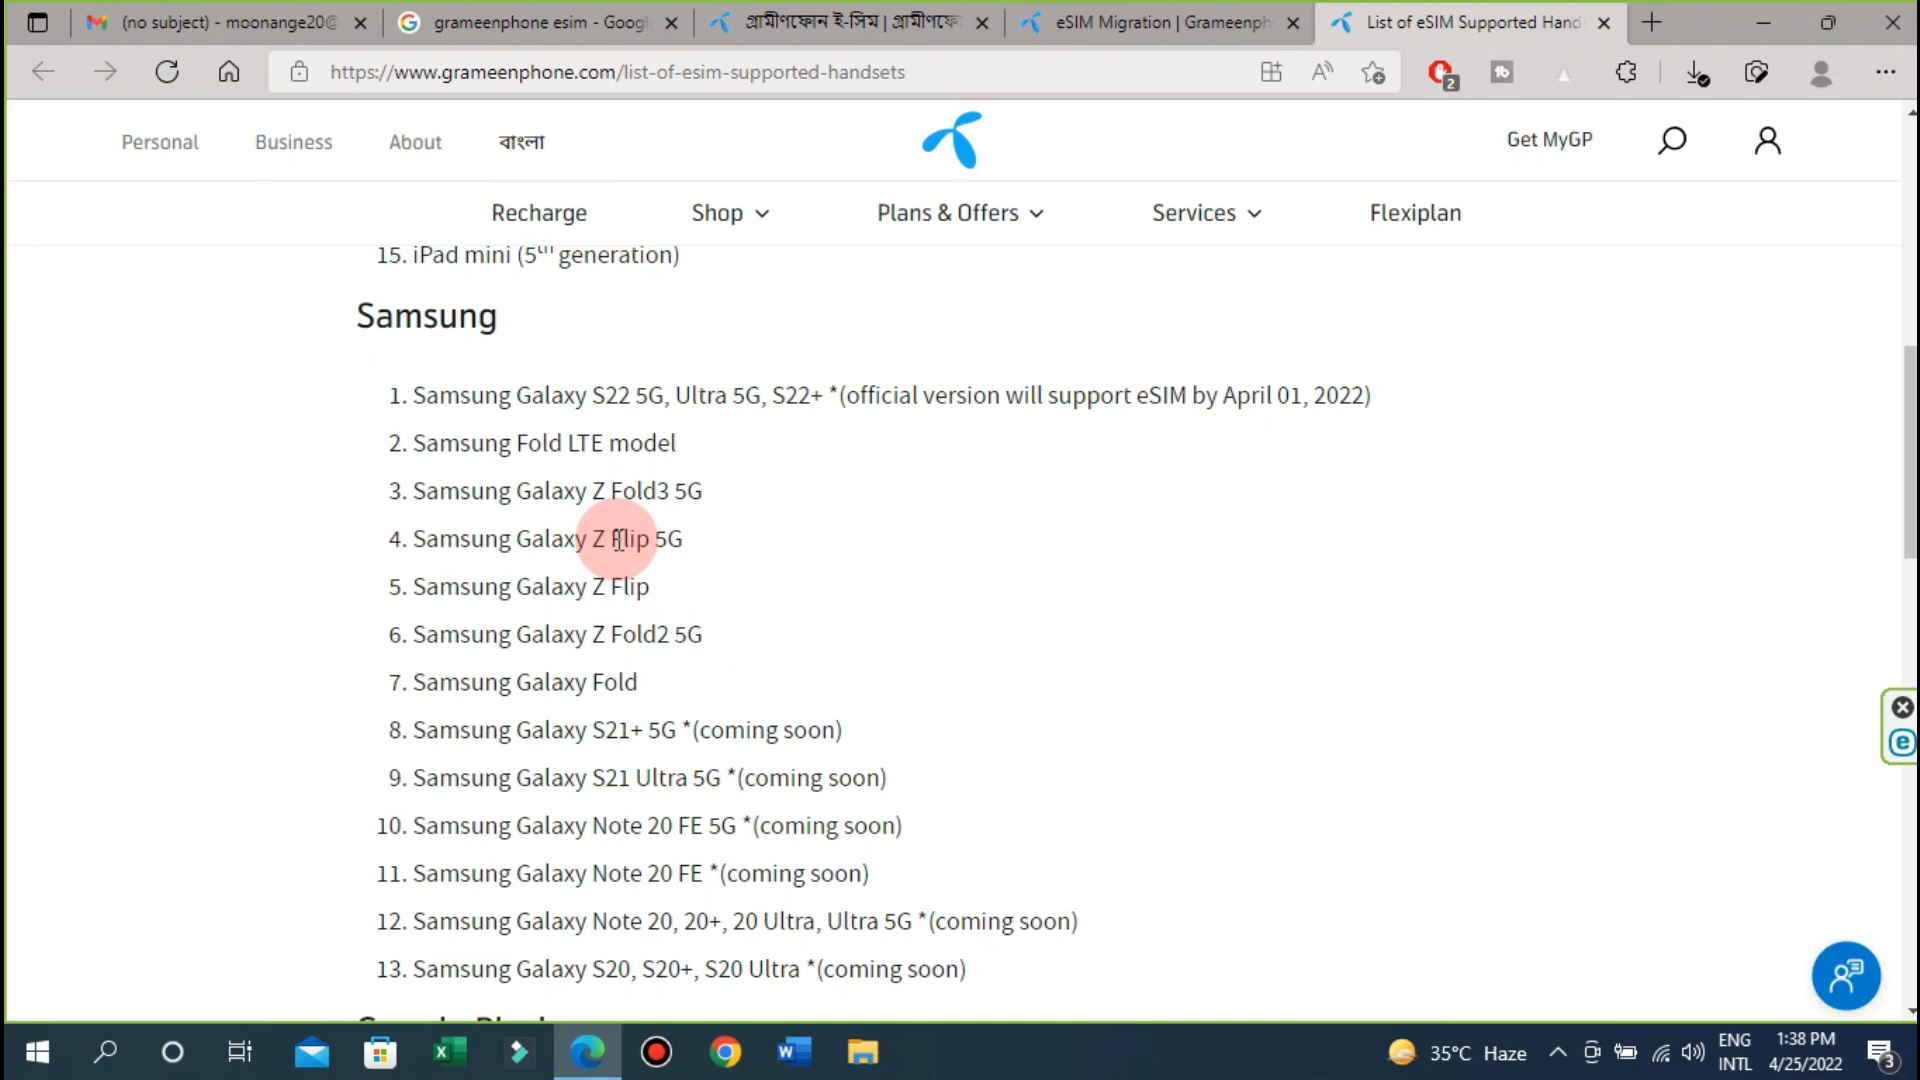 (no subject) - moonange20@
grameenphone esim - Googl
গ্রামীণফোন ই-সিম | গ্রামীণফো
eSIM Migration | Grameenph
List of eSIM Supported Hand
https://www.grameenphone.com/list-of-esim-supported-handsets
2
Personal
Business
About
বাংলা
Get MyGP
Recharge
Shop
Plans & Offers
Services
Flexiplan
15. iPad mini (5th generation)
Samsung
1. Samsung Galaxy S22 5G, Ultra 5G, S22+ *(official version will support eSIM by April 01, 2022)
2. Samsung Fold LTE model
3. Samsung Galaxy Z Fold3 5G
4. Samsung Galaxy Z Flip 5G
5. Samsung Galaxy Z Flip
6. Samsung Galaxy Z Fold2 5G
7. Samsung Galaxy Fold
8. Samsung Galaxy S21+ 5G *(coming soon)
9. Samsung Galaxy S21 Ultra 5G *(coming soon)
10. Samsung Galaxy Note 20 FE 5G *(coming soon)
11. Samsung Galaxy Note 20 FE *(coming soon)
12. Samsung Galaxy Note 20, 20+, 20 Ultra, Ultra 5G *(coming soon)
13. Samsung Galaxy S20, S20+, S20 Ultra *(coming soon)
35°C Haze
ENG
INTL
1:38 PM
4/25/2022
3